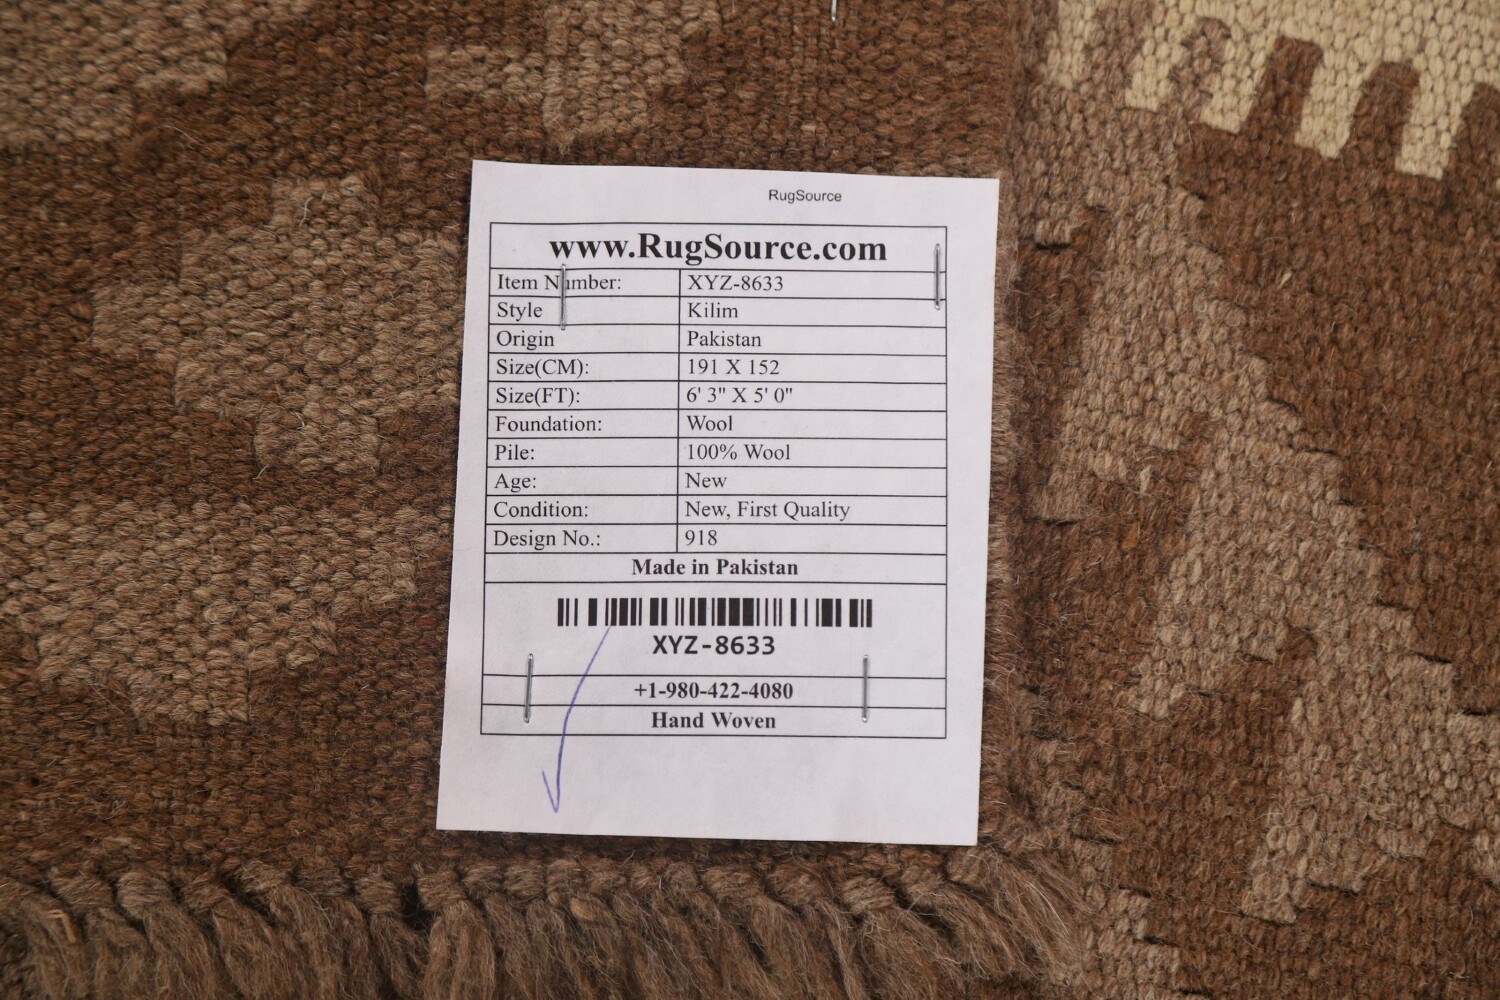 RugSource
www.RugSource.com
Item Number: XYZ-8633
Style Kilim
Origin Pakistan
Size(CM): 191 X 152
Size(FT): 6' 3" X 5' 0"
Foundation: Wool
Pile: 100% Wool
Age: New
Condition: New, First Quality
Design No.: 918
Made in Pakistan
XYZ-8633
+1-980-422-4080
Hand Woven